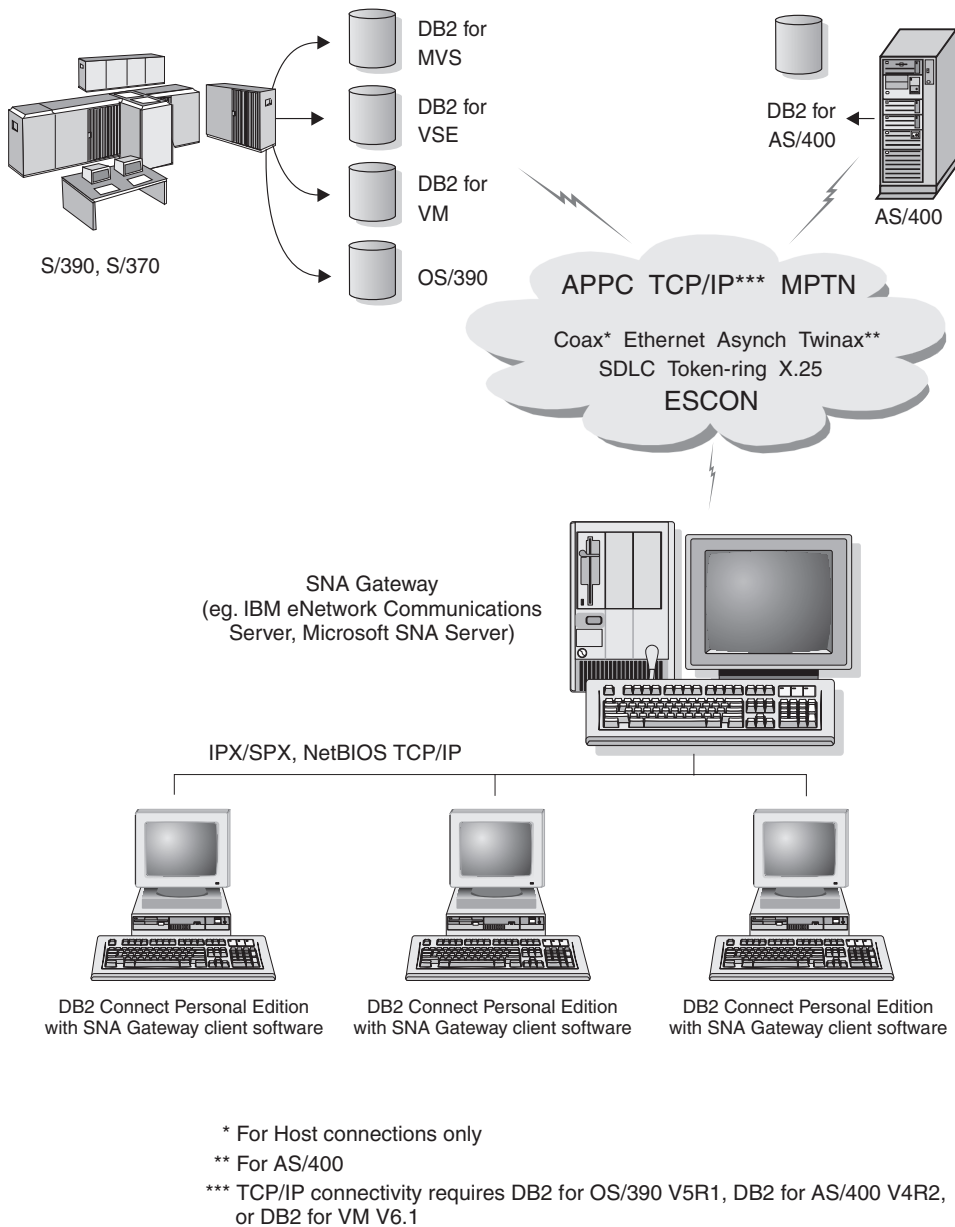 DB2 for
MVS
DB2 for
VSE
DB2 for
VM
OS/390
S/390, S/370
DB2 for
AS/400
AS/400
APPC TCP/IP*** MPTN
Coax* Ethernet Asynch Twinax**
SDLC Token-ring X.25
ESCON
SNA Gateway
(eg. IBM eNetwork Communications
Server, Microsoft SNA Server)
IPX/SPX, NetBIOS TCP/IP
DB2 Connect Personal Edition
with SNA Gateway client software
DB2 Connect Personal Edition
with SNA Gateway client software
DB2 Connect Personal Edition
with SNA Gateway client software
* For Host connections only
** For AS/400
*** TCP/IP connectivity requires DB2 for OS/390 V5R1, DB2 for AS/400 V4R2,
or DB2 for VM V6.1